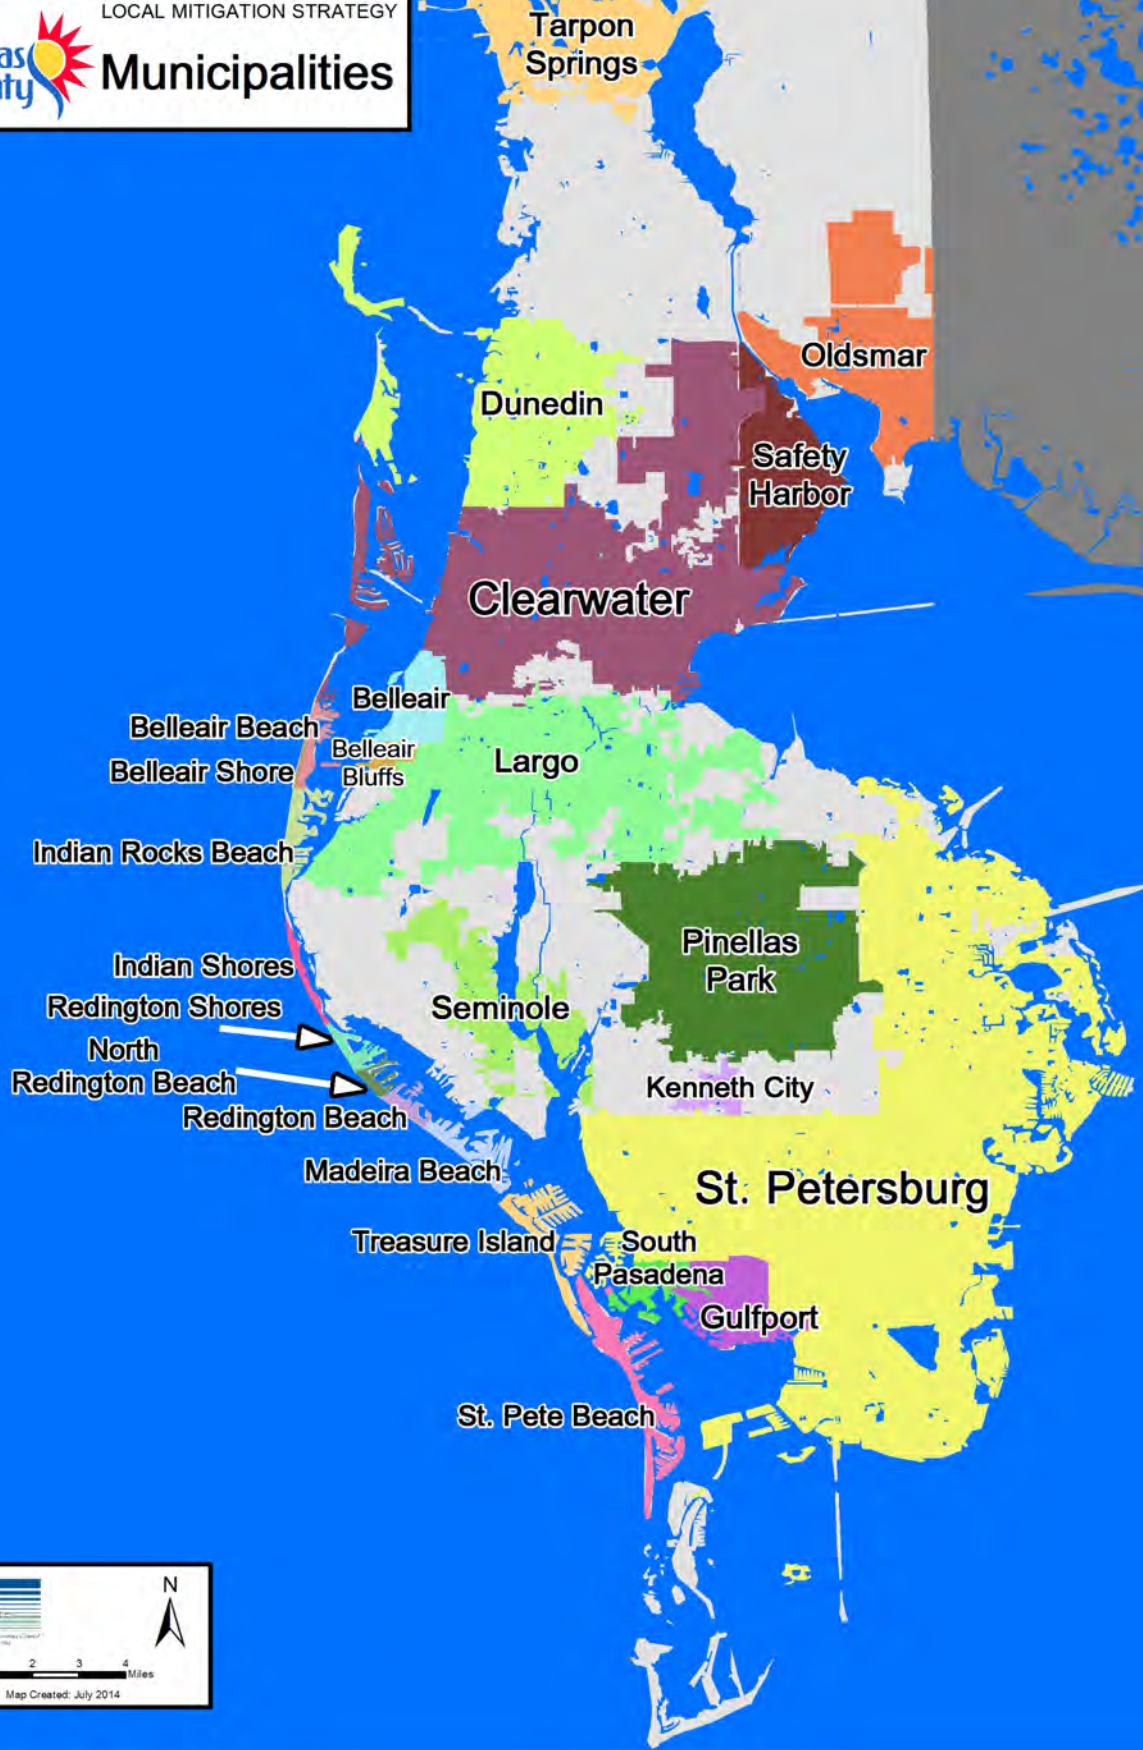 LOCAL MITIGATION STRATEGY
as
nty
Municipalities
Tarpon
Springs
Oldsmar
Dunedin
Safety
Harbor
Clearwater
Belleair
Belleair Beach
Belleair
Bluffs
Belleair Shore
Largo
Indian Rocks Beach
Pinellas
Park
Indian Shores
Redington Shores
Seminole
North
Redington Beach
Kenneth City
Redington Beach
Madeira Beach
St. Petersburg
Treasure Island
South
Pasadena
Gulfport
St. Pete Beach
N
2 3 4
Miles
Map Created: July 2014